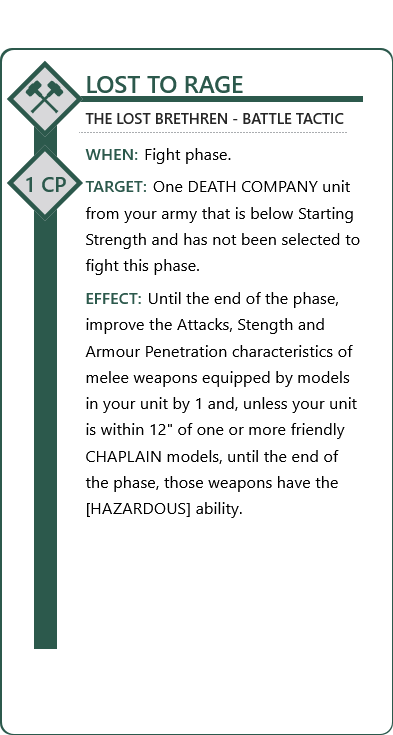 LOST TO RAGE
THE LOST BRETHREN - BATTLE TACTIC
WHEN: Fight phase.
1 CP
TARGET: One DEATH COMPANY unit
from your army that is below Starting
Strength and has not been selected to
fight this phase.
EFFECT: Until the end of the phase,
improve the Attacks, Stength and
Armour Penetration characteristics of
melee weapons equipped by models
in your unit by 1 and, unless your unit
is within 12" of one or more friendly
CHAPLAIN models, until the end of
the phase, those weapons have the
[HAZARDOUS] ability.